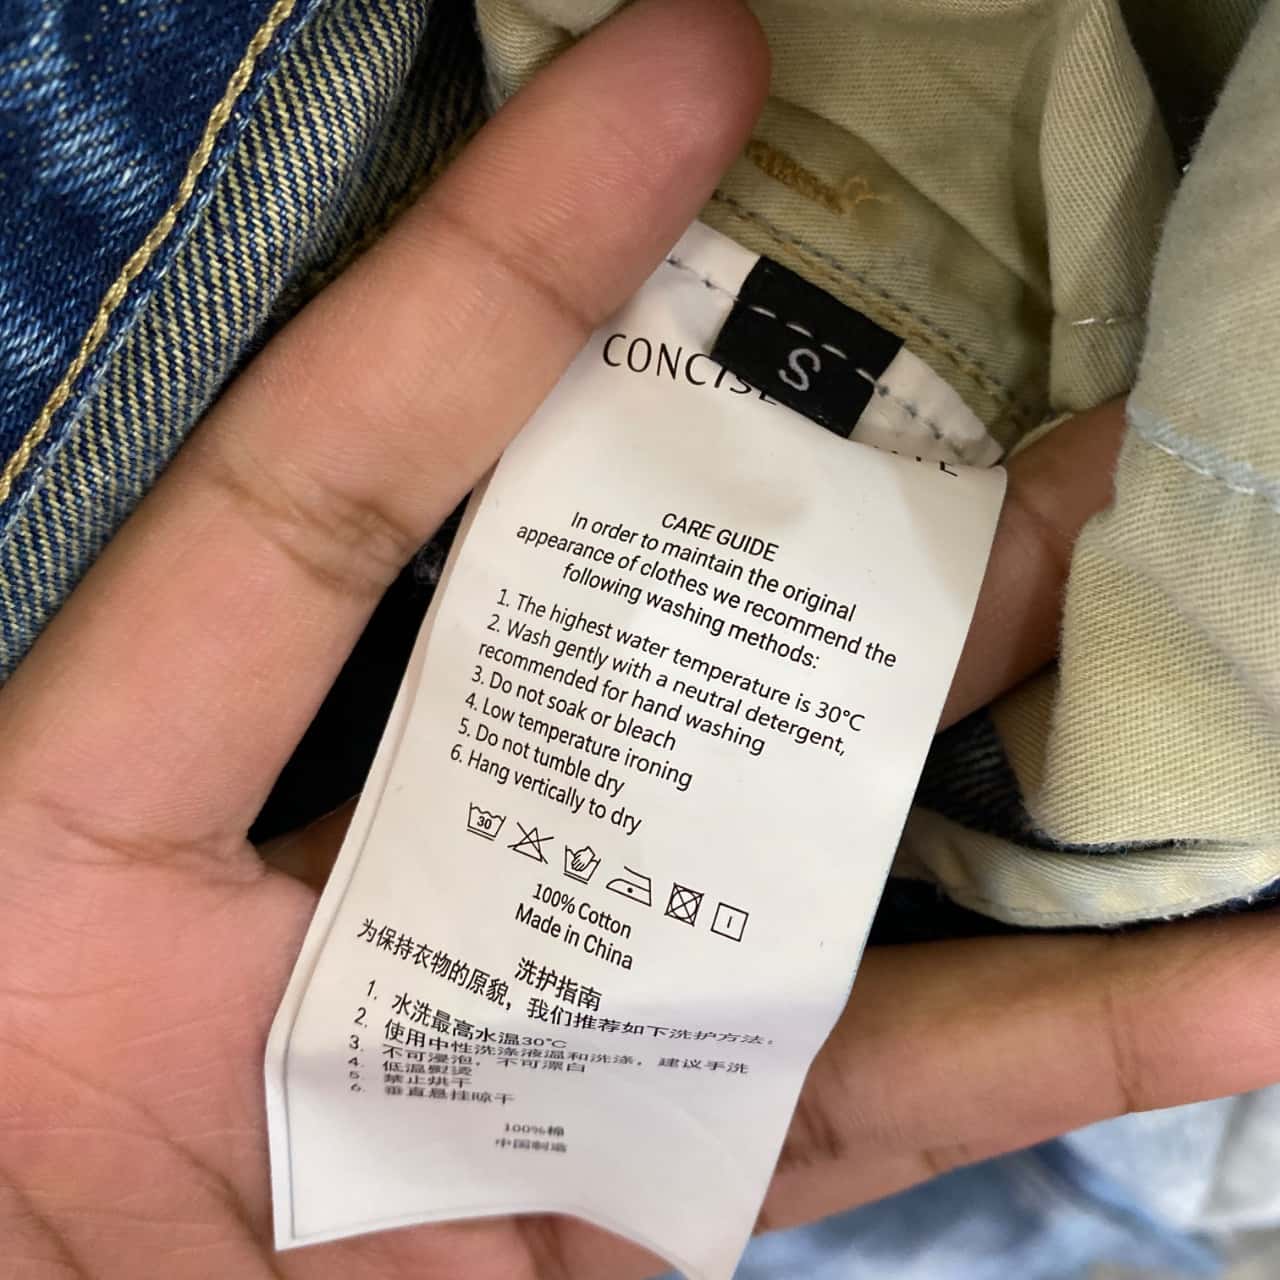 S
CONCISE
CARE GUIDE
In order to maintain the original
appearance of clothes we recommend the
following washing methods:
1. The highest water temperature is 30°C
2. Wash gently with a neutral detergent,
recommended for hand washing
3. Do not soak or bleach
4. Low temperature ironing
5. Do not tumble dry
6. Hang vertically to dry
30
100% Cotton
Made in China
洗护指南
为保持衣物的原貌，我们推荐如下洗护方法：
1. 水洗最高水温30°C
2. 使用中性洗涤液温和洗涤，建议手洗
3. 不可浸泡，不可漂白
4. 低温熨烫
5. 禁止烘干
6. 垂直悬挂晾干
100%棉
中国制造